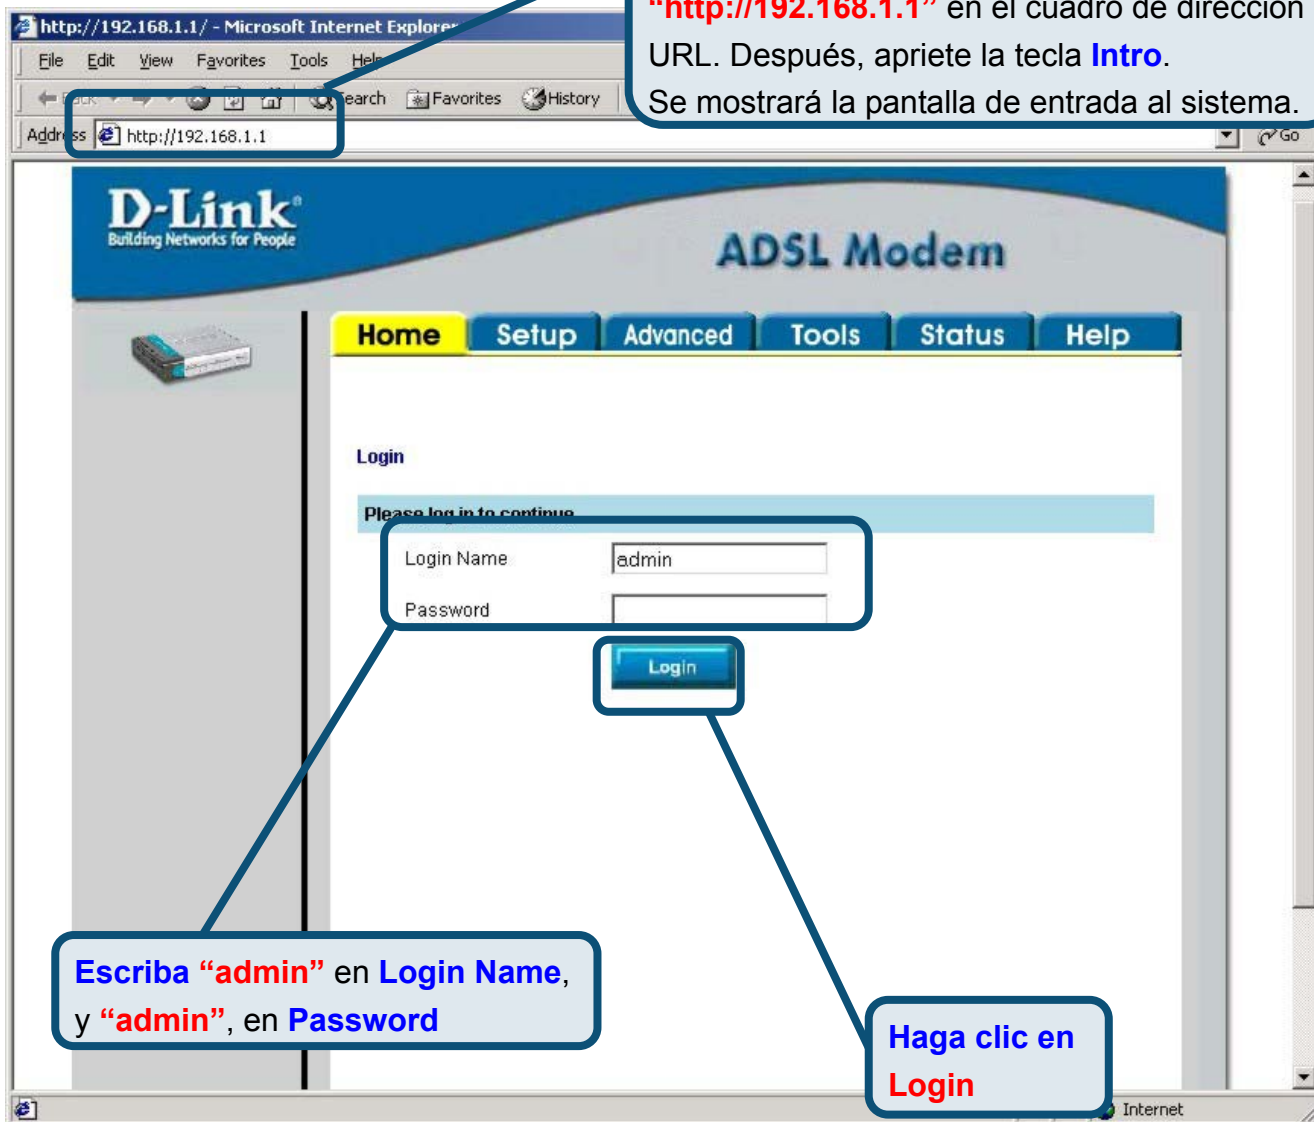 “http://192.168.1.1” en el cuadro de dirección
URL. Después, apriete la tecla Intro.
Se mostrará la pantalla de entrada al sistema.
http://192.168.1.1/ - Microsoft Internet Explorer
File Edit View Favorites Tools Help
Search Favorites History
Address http://192.168.1.1
Go
D-Link®
Building Networks for People
ADSL Modem
Home Setup Advanced Tools Status Help
Login
Please log in to continue
Login Name admin
Password
Login
Escriba “admin” en Login Name,
y “admin”, en Password
Haga clic en
Login
Internet